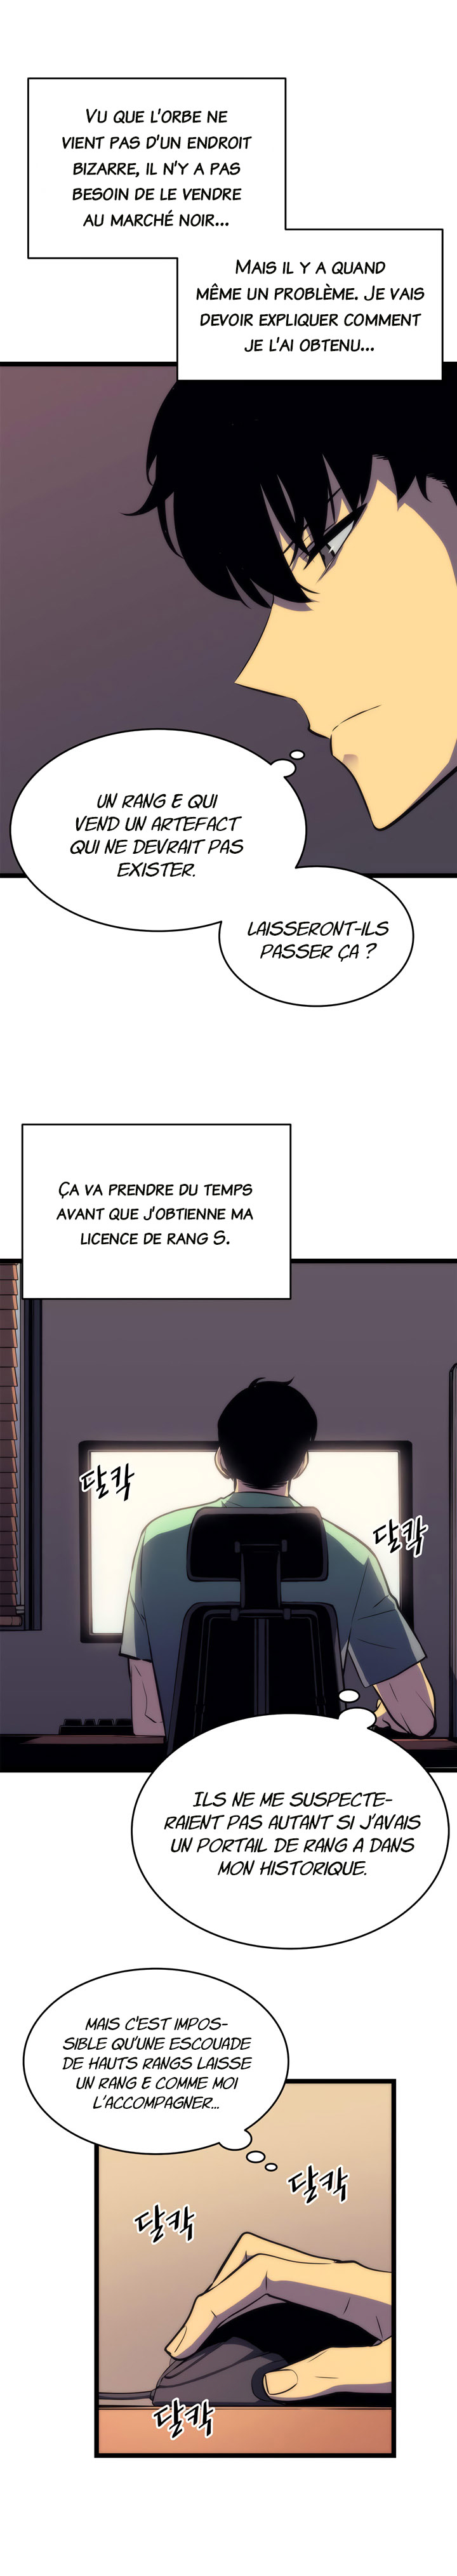 VU QUE L'ORBE NE
VIENT PAS D'UN ENDROIT
BIZARRE, IL N'Y A PAS
BESOIN DE LE VENDRE
AU MARCHÉ NOIR...
MAIS IL Y A QUAND
MÊME UN PROBLÈME. JE VAIS
DEVOIR EXPLIQUER COMMENT
JE L'AI OBTENU...
UN RANG E QUI
VEND UN ARTEFACT
QUI NE DEVRAIT PAS
EXISTER.
LAISSERONT-ILS
PASSER ÇA ?
ÇA VA PRENDRE DU TEMPS
AVANT QUE J'OBTIENNE MA
LICENCE DE RANG S.
달칵
달칵
ILS NE ME SUSPECTE-
RAIENT PAS AUTANT SI J'AVAIS
UN PORTAIL DE RANG A DANS
MON HISTORIQUE.
MAIS C'EST IMPOS-
SIBLE QU'UNE ESCOUADE
DE HAUTS RANGS LAISSE
UN RANG E COMME MOI
L'ACCOMPAGNER...
달칵
달칵
달칵